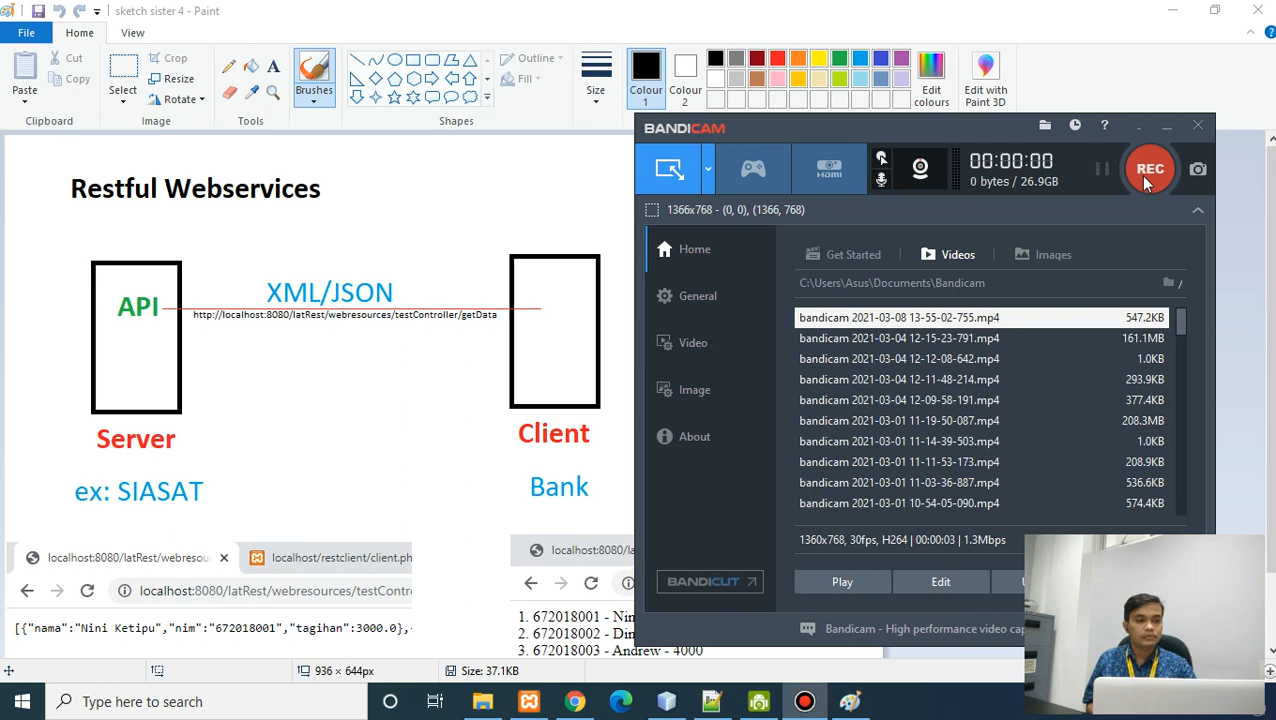 sketch sister 4 - Paint
File
Home
View
Paste
Cut
Copy
Clipboard
Select
Crop
Resize
Rotate
Image
Tools
Brushes
Shapes
Outline
Fill
Size
Colour 1
Colour 2
Edit colours
Edit with Paint 3D
Colours
Restful Webservices
API
XML/JSON
http://localhost:8080/latRest/webresources/testController/getData
Server
Client
ex: SIASAT
Bank
localhost:8080/latRest/webresou
localhost/restclient/client.ph
localhost:8080/latRest/webresources/testContr
[{"nama":"Nini Ketipu","nim":"672018001","tagihan":3000.0},
localhost:8080/la
1. 672018001 - Nin
2. 672018002 - Din
3. 672018003 - Andrew - 4000
BANDICAM
HDMI
00:00:00
0 bytes / 26.9GB
REC
1366x768 - (0, 0), (1366, 768)
Home
General
Video
Image
About
BANDICUT
Get Started
Videos
Images
C:\Users\Asus\Documents\Bandicam
bandicam 2021-03-08 13-55-02-755.mp4 547.2KB
bandicam 2021-03-04 12-15-23-791.mp4 161.1MB
bandicam 2021-03-04 12-12-08-642.mp4 1.0KB
bandicam 2021-03-04 12-11-48-214.mp4 293.9KB
bandicam 2021-03-04 12-09-58-191.mp4 377.4KB
bandicam 2021-03-01 11-19-50-087.mp4 208.3MB
bandicam 2021-03-01 11-14-39-503.mp4 1.0KB
bandicam 2021-03-01 11-11-53-173.mp4 208.9KB
bandicam 2021-03-01 11-03-36-887.mp4 536.6KB
bandicam 2021-03-01 10-54-05-090.mp4 574.4KB
1360x768, 30fps, H264 | 00:00:03 | 1.3Mbps
Play
Edit
U
Bandicam - High performance video cap
936 × 644px
Size: 37.1KB
Type here to search